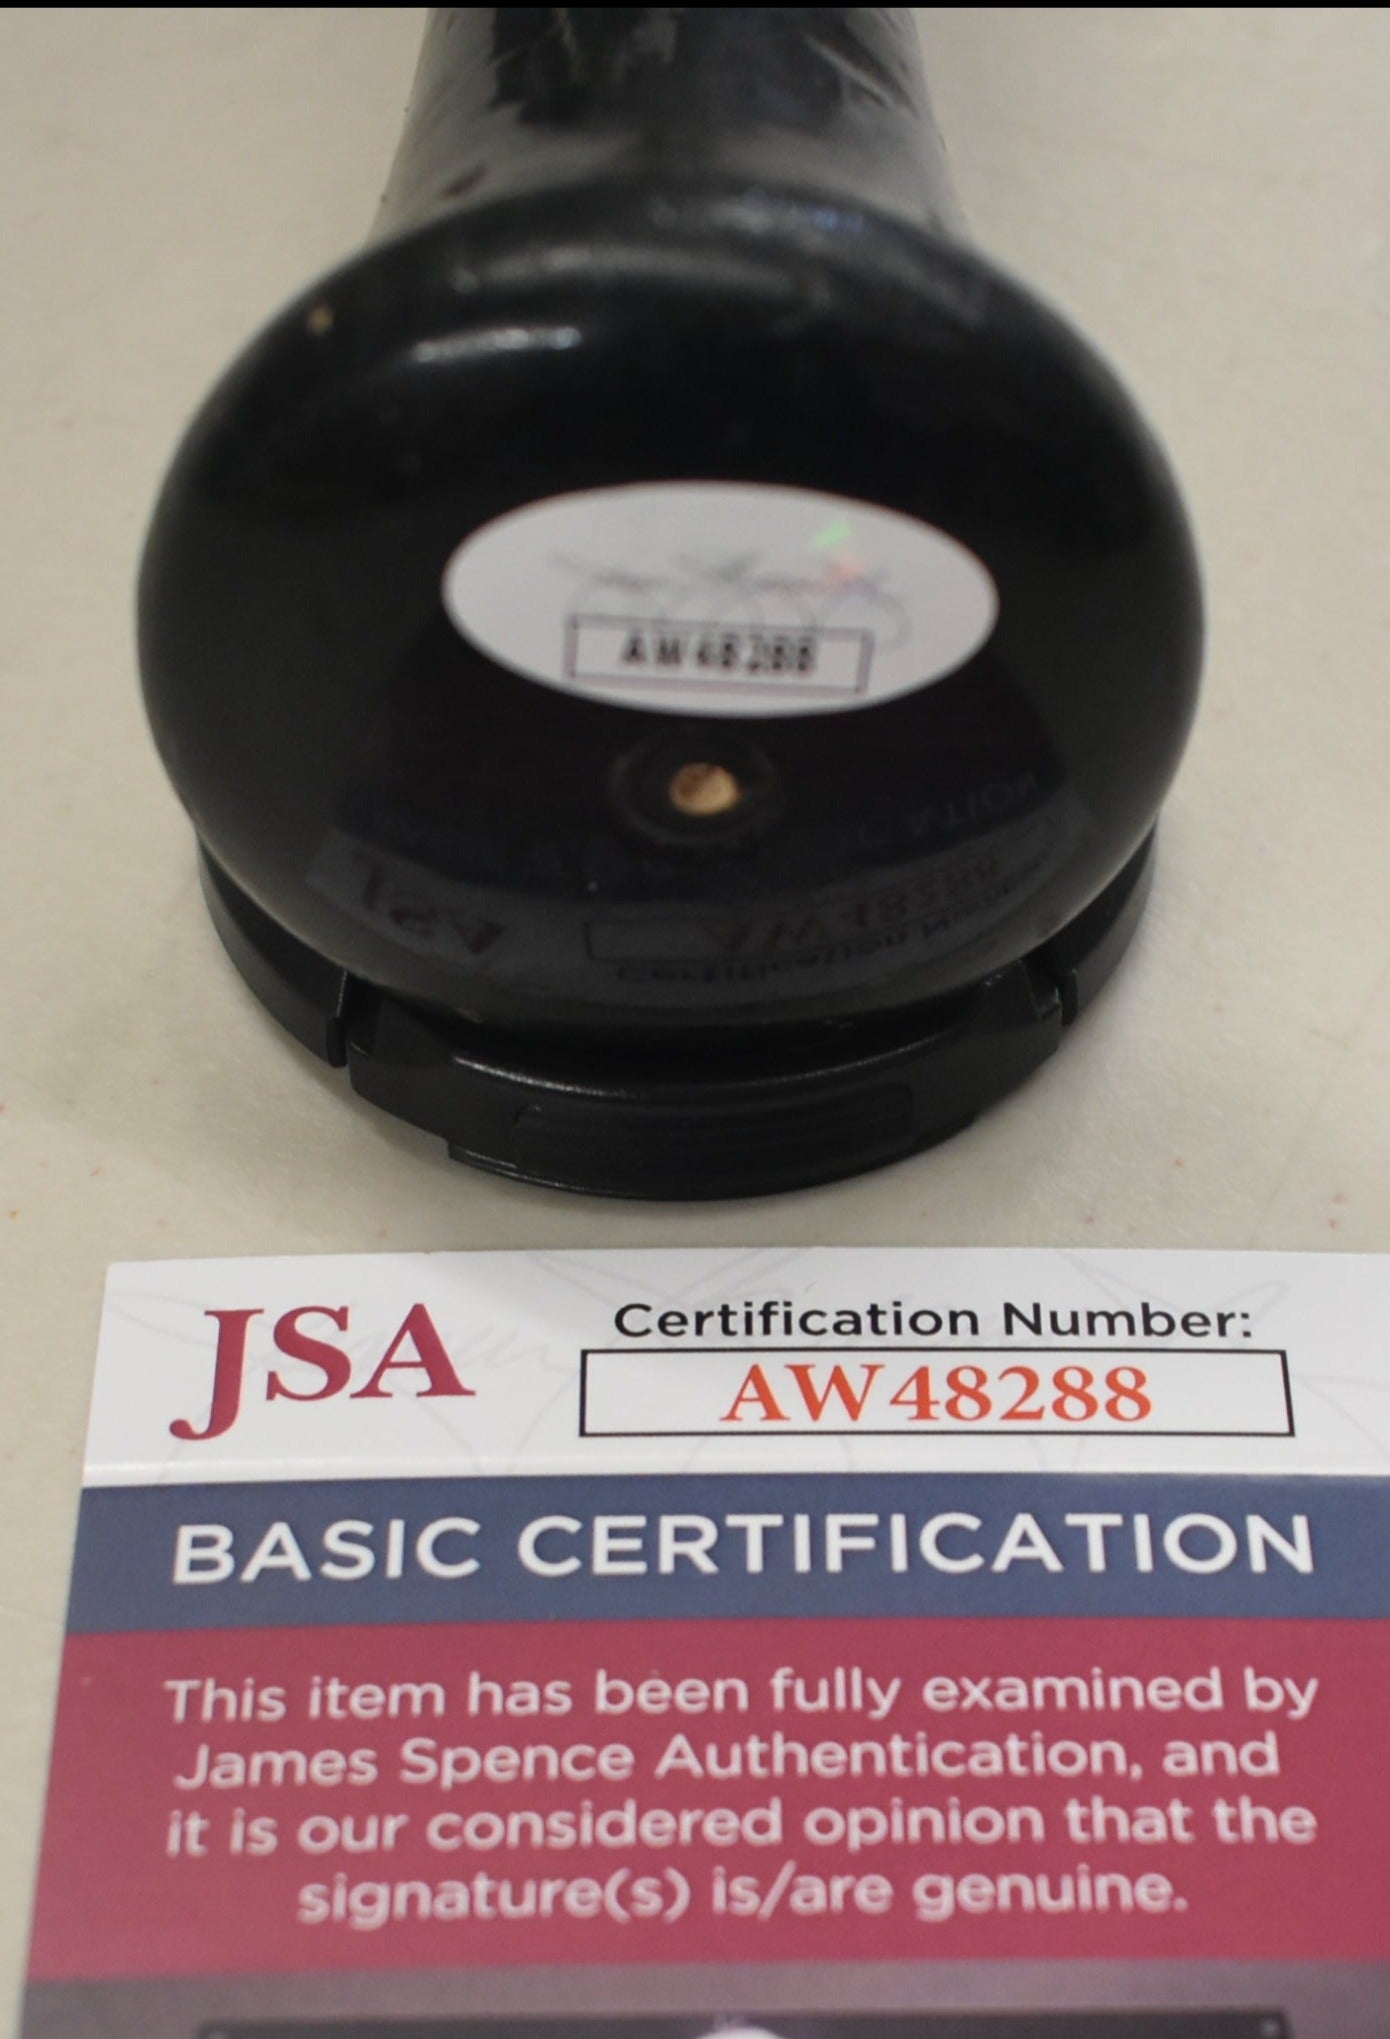 AW48288
JSA
Certification Number:
AW48288
BASIC CERTIFICATION
This item has been fully examined by
James Spence Authentication, and
it is our considered opinion that the
signature(s) is/are genuine.